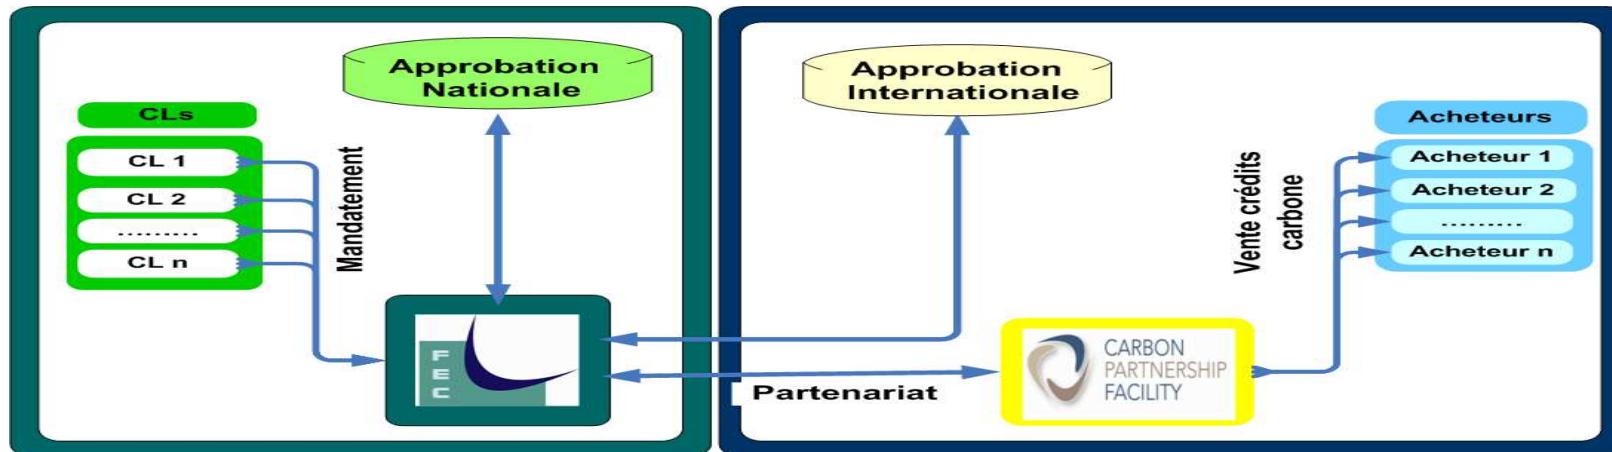 Approbation
Nationale
CLs
CL 1
CL 2
.........
CL n
Mandatement
F
E
C
Approbation
Internationale
Partenariat
CARBON
PARTNERSHIP
FACILITY
Vente crédits
carbone
Acheteurs
Acheteur 1
Acheteur 2
.........
Acheteur n